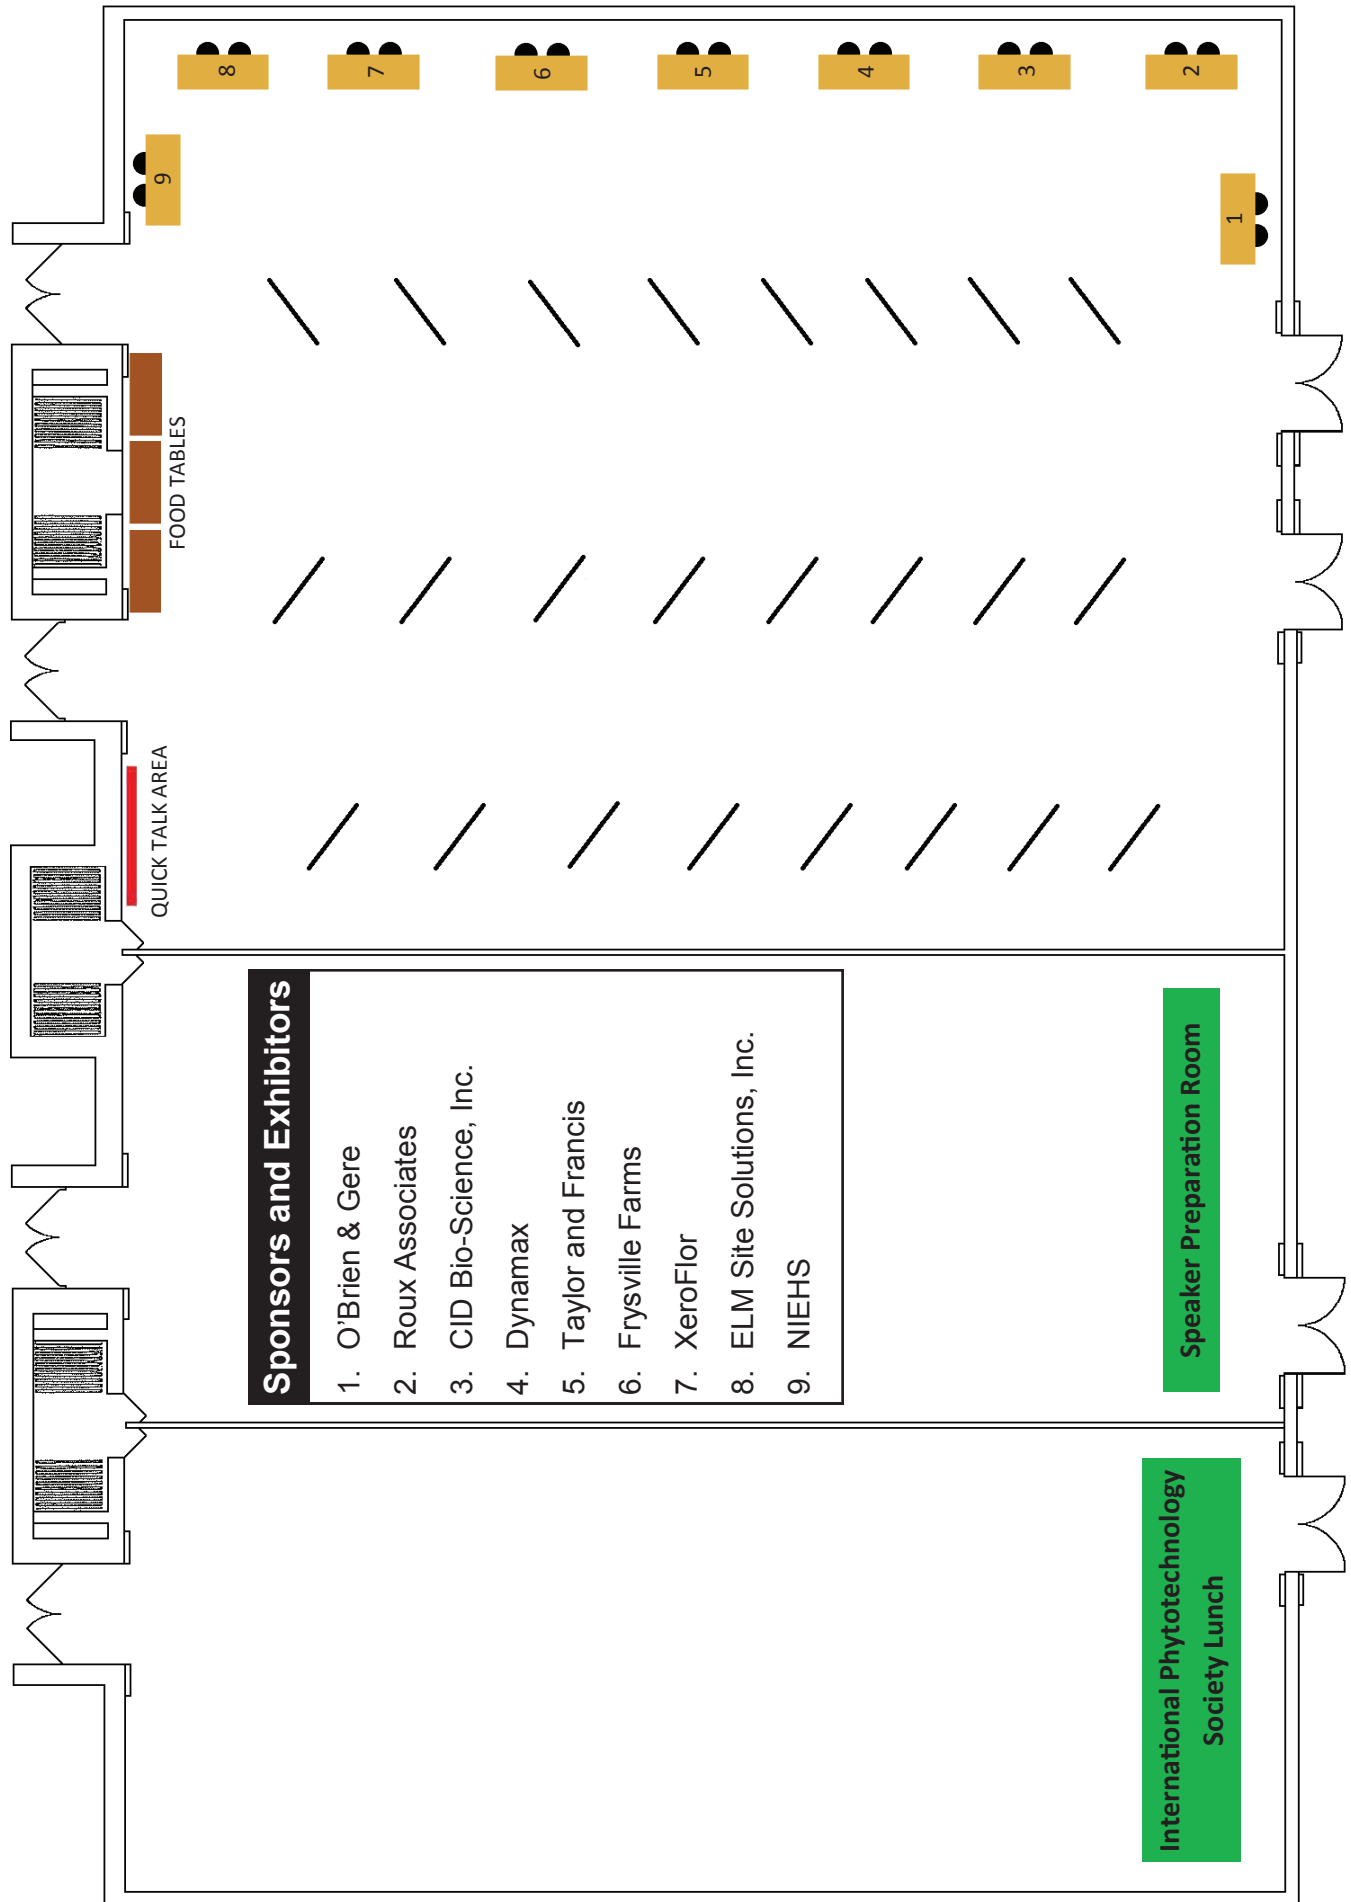 9
8
7
6
5
4
3
2
1
FOOD TABLES
QUICK TALK AREA
Sponsors and Exhibitors
1. O’Brien & Gere
2. Roux Associates
3. CID Bio-Science, Inc.
4. Dynamax
5. Taylor and Francis
6. Frysville Farms
7. XeroFlor
8. ELM Site Solutions, Inc.
9. NIEHS
Speaker Preparation Room
International Phytotechnology
Society Lunch